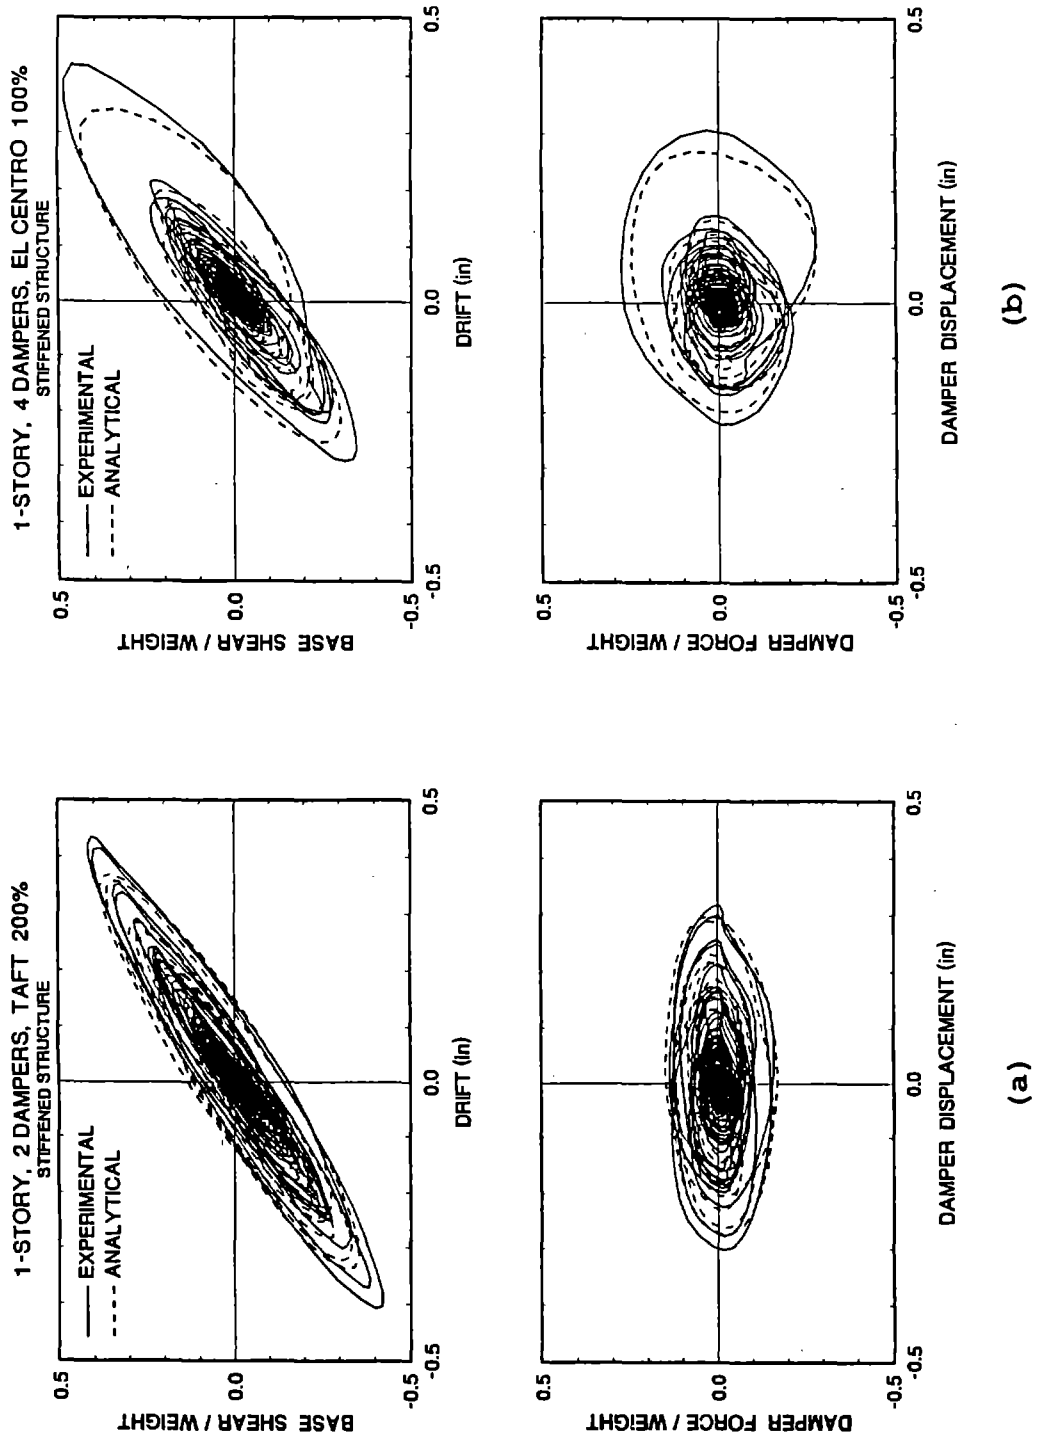 1-STORY, 2 DAMPERS, TAFT 200%
STIFFENED STRUCTURE
EXPERIMENTAL
ANALYTICAL
0.5
0.0
-0.5
BASE SHEAR / WEIGHT
-0.5
0.0
0.5
DRIFT (in)
0.5
0.0
-0.5
DAMPER FORCE / WEIGHT
-0.5
0.0
0.5
DAMPER DISPLACEMENT (in)
(a)
1-STORY, 4 DAMPERS, EL CENTRO 100%
STIFFENED STRUCTURE
EXPERIMENTAL
ANALYTICAL
0.5
0.0
-0.5
BASE SHEAR / WEIGHT
-0.5
0.0
0.5
DRIFT (in)
0.5
0.0
-0.5
DAMPER FORCE / WEIGHT
-0.5
0.0
0.5
DAMPER DISPLACEMENT (in)
(b)